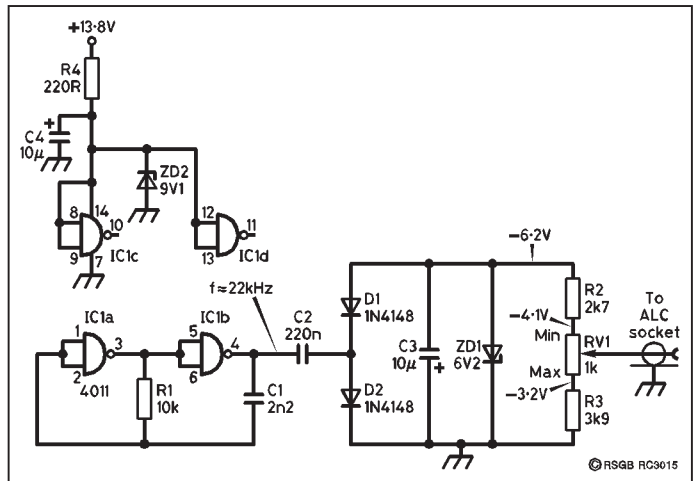 +13·8V
R4
220R
+
C4
10μ
ZD2
9V1
8
14
10
9
7
IC1c
12
11
13
IC1d
f≈22kHz
IC1a
1
3
2
4011
R1
10k
IC1b
5
4
6
C2
220n
C1
2n2
D1
1N4148
D2
1N4148
C3
10μ
+
ZD1
6V2
−6·2V
R2
2k7
−4·1V
Min
RV1
1k
Max
−3·2V
R3
3k9
To
ALC
socket
©RSGB RC3015